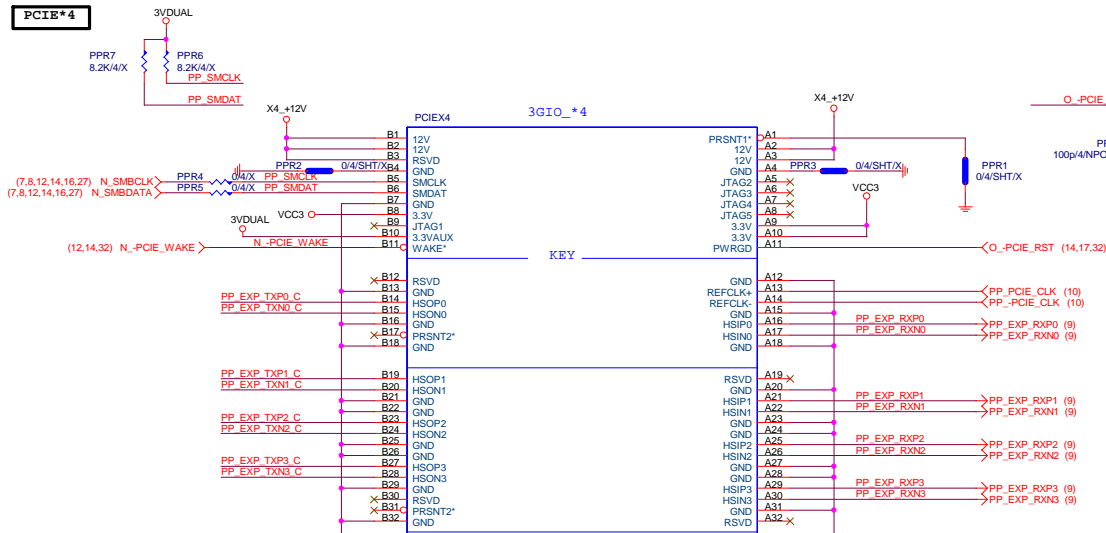 PCIE*4
3VDUAL
PPR7
8.2K/4/X
PPR6
8.2K/4/X
PP_SMCLK
PP_SMDAT
X4_+12V
PCIEX4
3GIO_*4
X4_+12V
O_-PCIE_
100p/4/NPO
B1 12V
B2 12V
B3 RSVD
B4 GND
B5 SMCLK
B6 SMDAT
B7 GND
B8 3.3V
B9 JTAG1
B10 3.3VAUX
B11 WAKE*
PPR2 0/4/SHT/X
(7,8,12,14,16,27) N_SMBCLK PPR4 0/4/X PP_SMCLK
(7,8,12,14,16,27) N_SMBDATA PPR5 0/4/X PP_SMDAT
VCC3
3VDUAL
(12,14,32) N_-PCIE_WAKE N_-PCIE_WAKE
PRSNT1* A1
12V A2
12V A3
GND A4
JTAG2 A5
JTAG3 A6
JTAG4 A7
JTAG5 A8
3.3V A9
3.3V A10
PWRGD A11
PPR3 0/4/SHT/X
PPR1
0/4/SHT/X
VCC3
O_-PCIE_RST (14,17,32)
KEY
B12 RSVD
B13 GND
PP_EXP_TXP0_C B14 HSOP0
PP_EXP_TXN0_C B15 HSON0
B16 GND
B17 PRSNT2*
B18 GND
GND A12
REFCLK+ A13 PP_PCIE_CLK (10)
REFCLK- A14 PP_-PCIE_CLK (10)
GND A15
HSIP0 A16 PP_EXP_RXP0 PP_EXP_RXP0 (9)
HSIN0 A17 PP_EXP_RXN0 PP_EXP_RXN0 (9)
GND A18
PP_EXP_TXP1_C B19 HSOP1
PP_EXP_TXN1_C B20 HSON1
B21 GND
B22 GND
PP_EXP_TXP2_C B23 HSOP2
PP_EXP_TXN2_C B24 HSON2
B25 GND
B26 GND
PP_EXP_TXP3_C B27 HSOP3
PP_EXP_TXN3_C B28 HSON3
B29 GND
B30 RSVD
B31 PRSNT2*
B32 GND
RSVD A19
GND A20
HSIP1 A21 PP_EXP_RXP1 PP_EXP_RXP1 (9)
HSIN1 A22 PP_EXP_RXN1 PP_EXP_RXN1 (9)
GND A23
GND A24
HSIP2 A25 PP_EXP_RXP2 PP_EXP_RXP2 (9)
HSIN2 A26 PP_EXP_RXN2 PP_EXP_RXN2 (9)
GND A27
GND A28
HSIP3 A29 PP_EXP_RXP3 PP_EXP_RXP3 (9)
HSIN3 A30 PP_EXP_RXN3 PP_EXP_RXN3 (9)
GND A31
RSVD A32